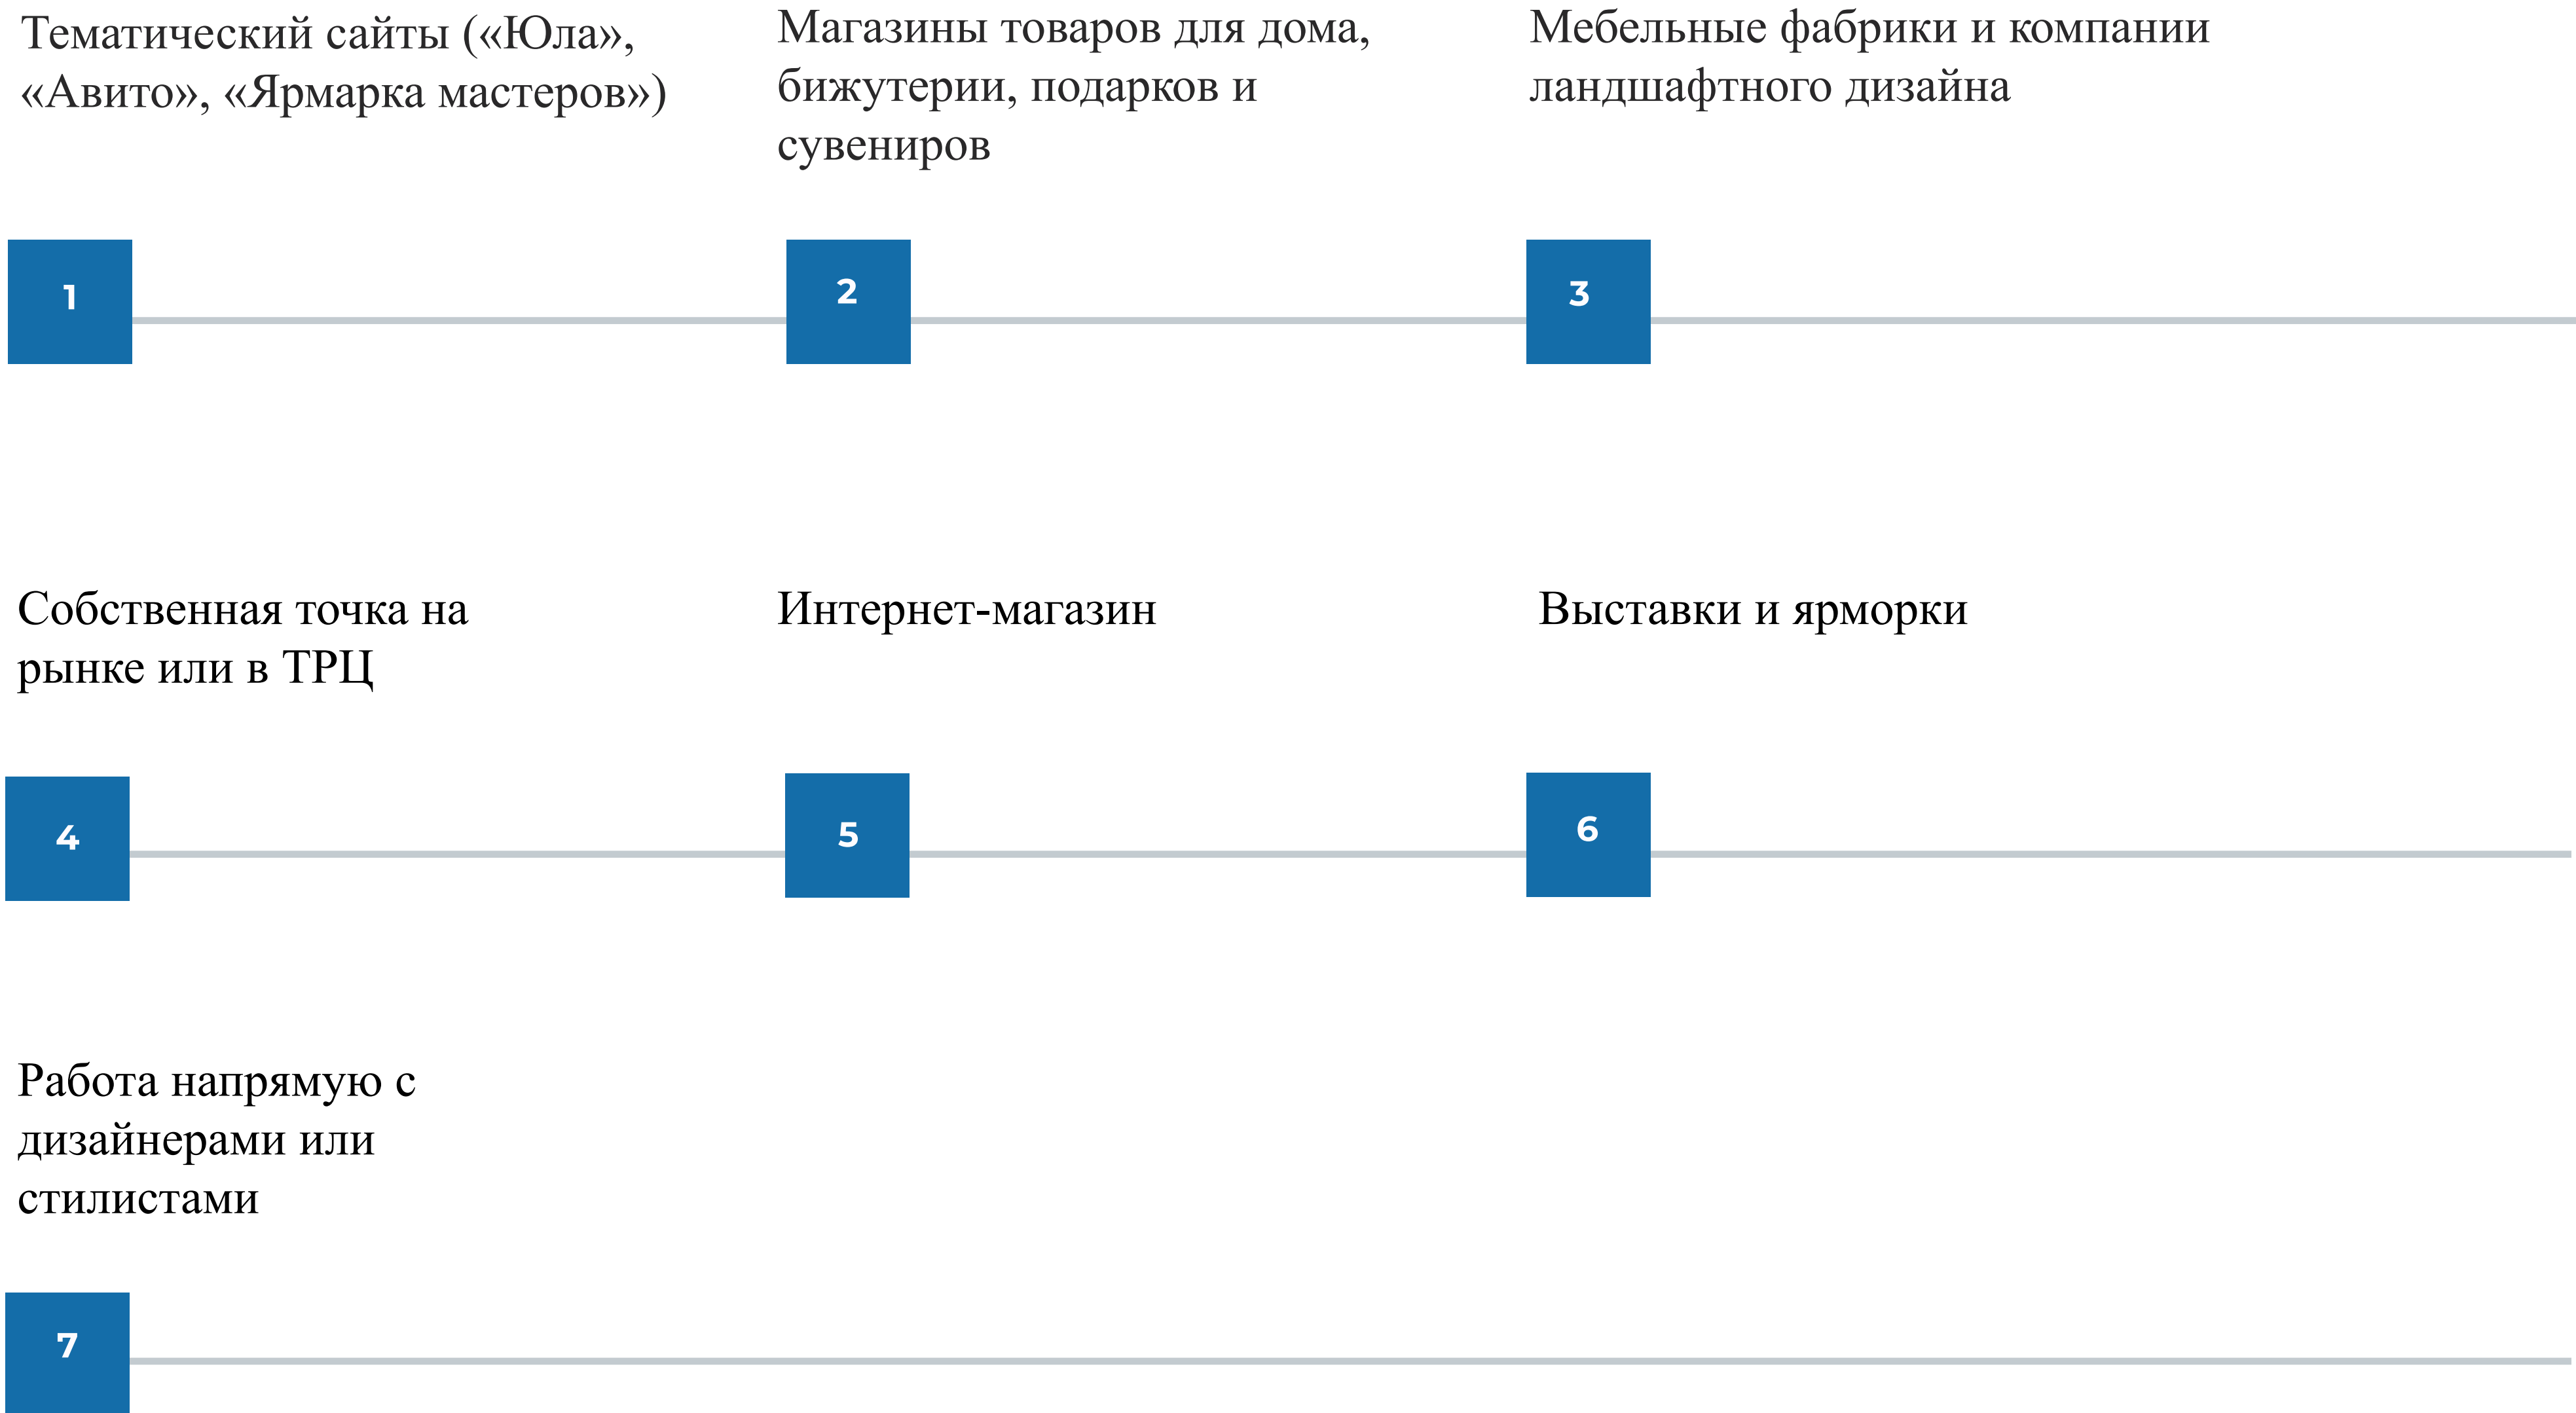 Тематический сайты («Юла»,
«Авито», «Ярмарка мастеров»)
Магазины товаров для дома,
бижутерии, подарков и
сувениров
Мебельные фабрики и компании
ландшафтного дизайна
1
2
3
Собственная точка на
рынке или в ТРЦ
Интернет-магазин
Выставки и ярморки
4
5
6
Работа напрямую с
дизайнерами или
стилистами
7